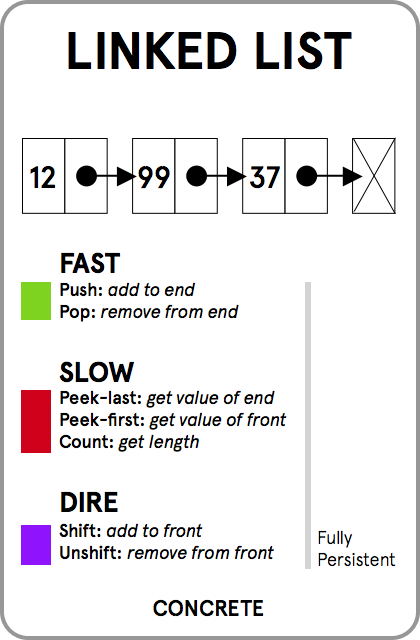 LINKED LIST
12 99 37
FAST
Push: add to end
Pop: remove from end
SLOW
Peek-last: get value of end
Peek-first: get value of front
Count: get length
DIRE
Shift: add to front
Unshift: remove from front
Fully
Persistent
CONCRETE